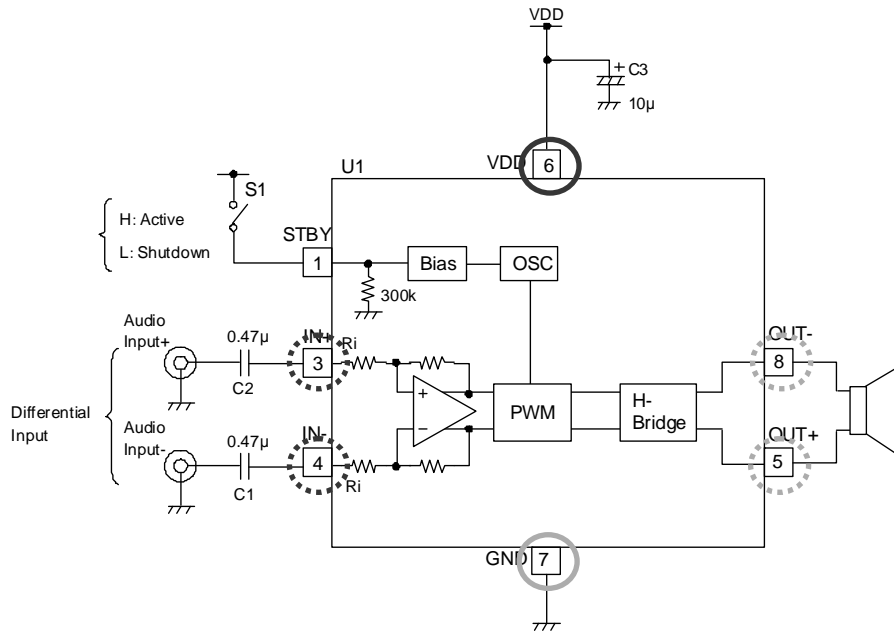 VDD
+ C3
10μ
U1
VDD 6
S1
H: Active
L: Shutdown
STBY
1
Bias
OSC
300k
Audio
Input+
0.47μ
C2
IN+
3
Ri
+
−
PWM
H-
Bridge
OUT-
8
Differential
Input
Audio
Input-
0.47μ
C1
IN-
4
Ri
OUT+
5
GND 7